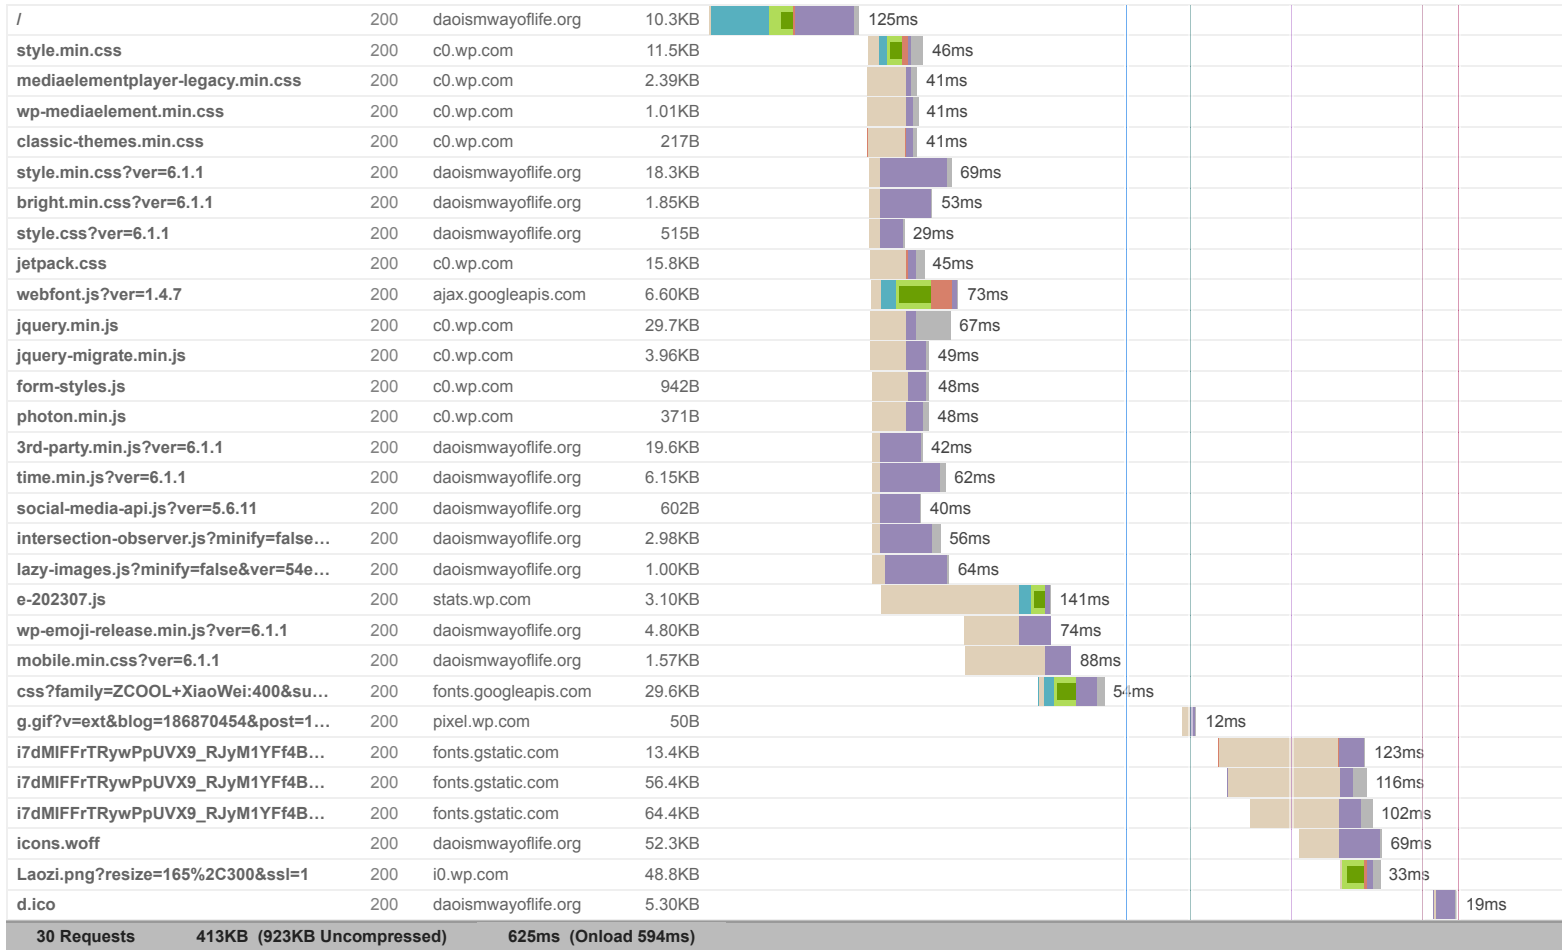 / 200 daoismwayoflife.org 10.3KB 125ms
style.min.css 200 c0.wp.com 11.5KB 46ms
mediaelementplayer-legacy.min.css 200 c0.wp.com 2.39KB 41ms
wp-mediaelement.min.css 200 c0.wp.com 1.01KB 41ms
classic-themes.min.css 200 c0.wp.com 217B 41ms
style.min.css?ver=6.1.1 200 daoismwayoflife.org 18.3KB 69ms
bright.min.css?ver=6.1.1 200 daoismwayoflife.org 1.85KB 53ms
style.css?ver=6.1.1 200 daoismwayoflife.org 515B 29ms
jetpack.css 200 c0.wp.com 15.8KB 45ms
webfont.js?ver=1.4.7 200 ajax.googleapis.com 6.60KB 73ms
jquery.min.js 200 c0.wp.com 29.7KB 67ms
jquery-migrate.min.js 200 c0.wp.com 3.96KB 49ms
form-styles.js 200 c0.wp.com 942B 48ms
photon.min.js 200 c0.wp.com 371B 48ms
3rd-party.min.js?ver=6.1.1 200 daoismwayoflife.org 19.6KB 42ms
time.min.js?ver=6.1.1 200 daoismwayoflife.org 6.15KB 62ms
social-media-api.js?ver=5.6.11 200 daoismwayoflife.org 602B 40ms
intersection-observer.js?minify=false… 200 daoismwayoflife.org 2.98KB 56ms
lazy-images.js?minify=false&ver=54e… 200 daoismwayoflife.org 1.00KB 64ms
e-202307.js 200 stats.wp.com 3.10KB 141ms
wp-emoji-release.min.js?ver=6.1.1 200 daoismwayoflife.org 4.80KB 74ms
mobile.min.css?ver=6.1.1 200 daoismwayoflife.org 1.57KB 88ms
css?family=ZCOOL+XiaoWei:400&su… 200 fonts.googleapis.com 29.6KB 54ms
g.gif?v=ext&blog=186870454&post=1… 200 pixel.wp.com 50B 12ms
i7dMIFFrTRywPpUVX9_RJyM1YFf4B… 200 fonts.gstatic.com 13.4KB 123ms
i7dMIFFrTRywPpUVX9_RJyM1YFf4B… 200 fonts.gstatic.com 56.4KB 116ms
i7dMIFFrTRywPpUVX9_RJyM1YFf4B… 200 fonts.gstatic.com 64.4KB 102ms
icons.woff 200 daoismwayoflife.org 52.3KB 69ms
Laozi.png?resize=165%2C300&ssl=1 200 i0.wp.com 48.8KB 33ms
d.ico 200 daoismwayoflife.org 5.30KB 19ms
30 Requests 413KB (923KB Uncompressed) 625ms (Onload 594ms)